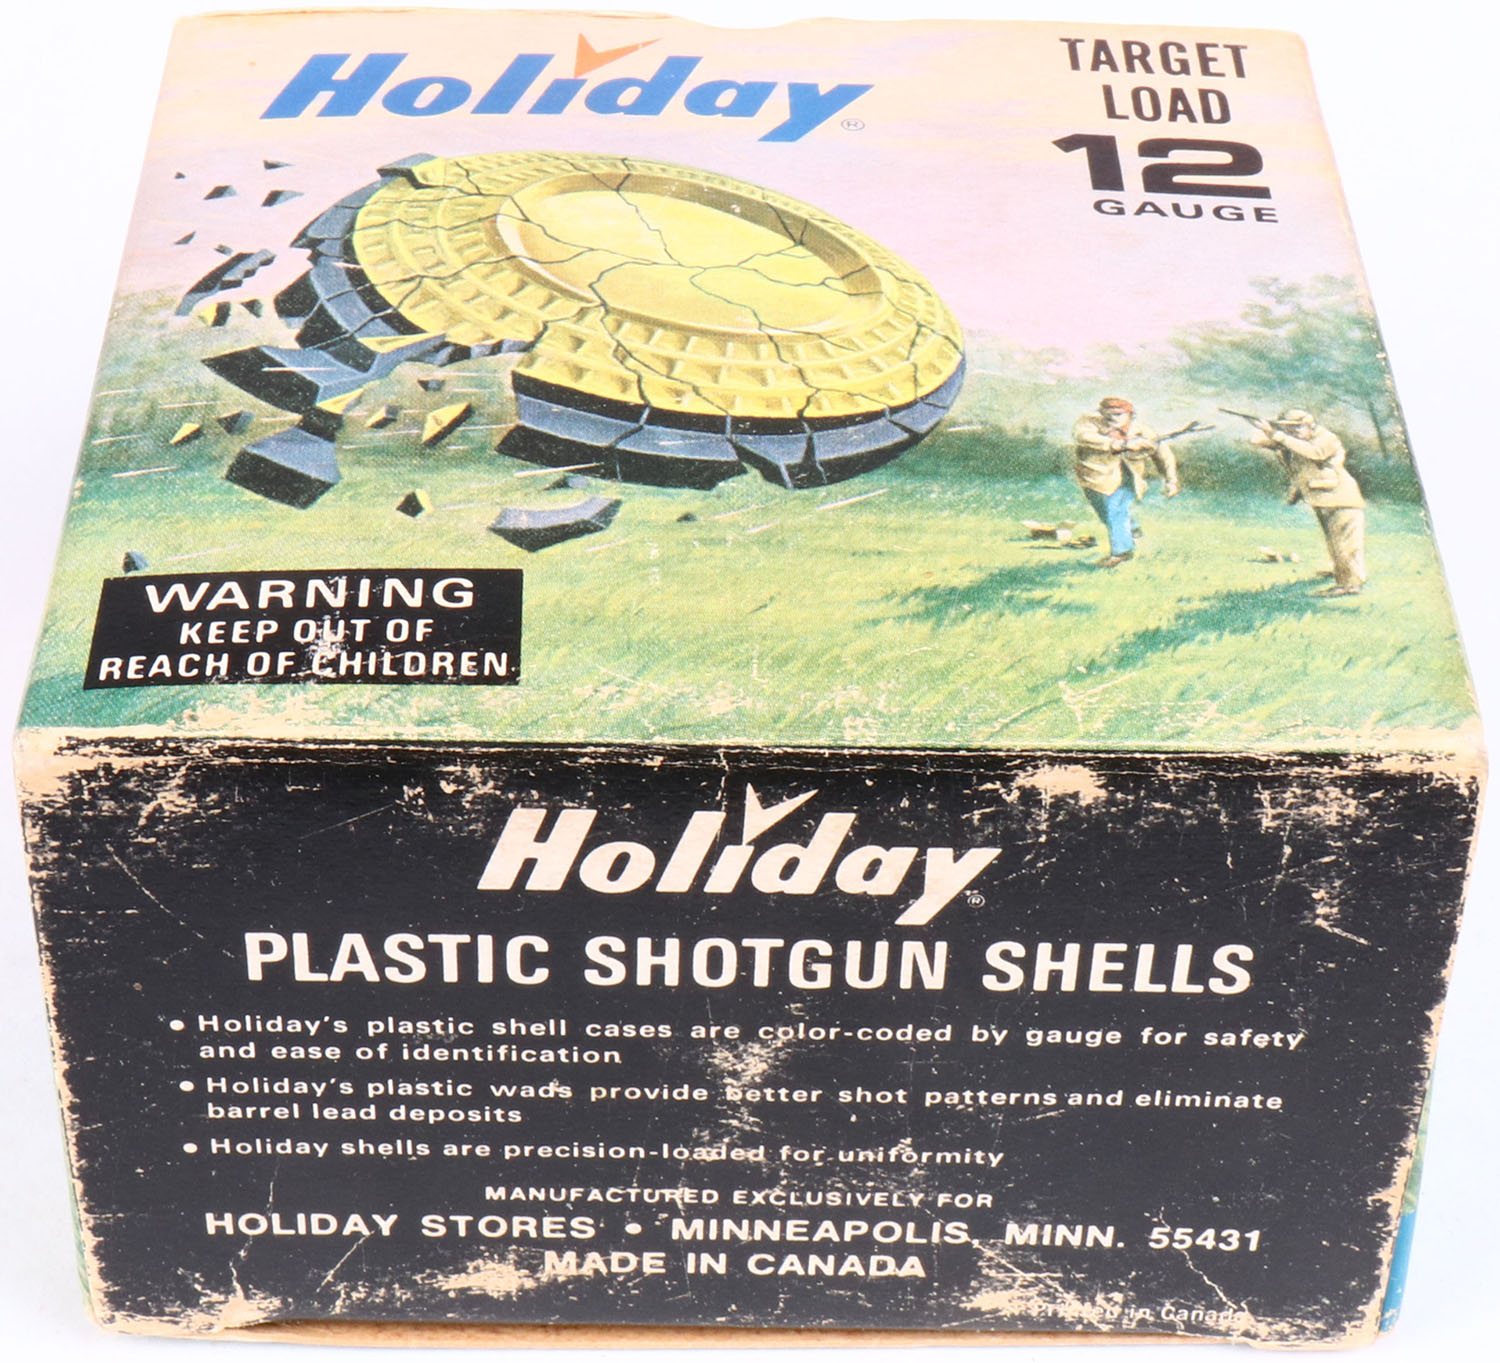 Holiday®
TARGET
LOAD
12
GAUGE
WARNING
KEEP OUT OF
REACH OF CHILDREN
Holiday®
PLASTIC SHOTGUN SHELLS
• Holiday's plastic shell cases are color-coded by gauge for safety
and ease of identification
• Holiday's plastic wads provide better shot patterns and eliminate
barrel lead deposits
• Holiday shells are precision-loaded for uniformity
MANUFACTURED EXCLUSIVELY FOR
HOLIDAY STORES • MINNEAPOLIS, MINN. 55431
MADE IN CANADA
Printed in Canada